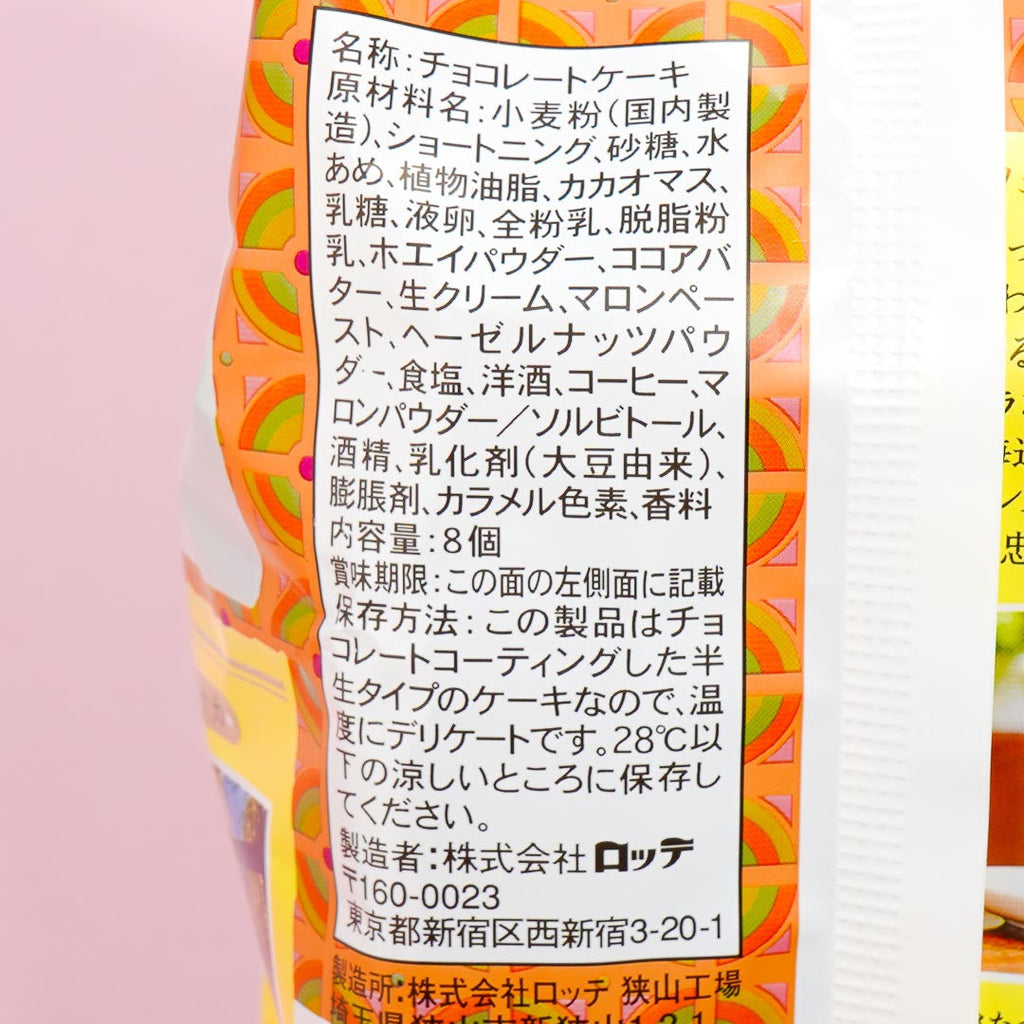 名称:チョコレートケーキ
原材料名:小麦粉(国内製
造)、ショートニング、砂糖、水
あめ、植物油脂、カカオマス、
乳糖、液卵、全粉乳、脱脂粉
乳、ホエイパウダー、ココアバ
ター、生クリーム、マロンペー
スト、ヘーゼルナッツパウ
ダー、食塩、洋酒、コーヒー、マ
ロンパウダー/ソルビトール、
酒精、乳化剤(大豆由来)、
膨脹剤、カラメル色素、香料
内容量:8個
賞味期限:この面の左側面に記載
保存方法:この製品はチョ
コレートコーティングした半
生タイプのケーキなので、温
度にデリケートです。28℃以
下の涼しいところに保存し
てください。
製造者:株式会社ロッテ
〒160-0023
東京都新宿区西新宿3-20-1
製造所:株式会社ロッテ 狭山工場